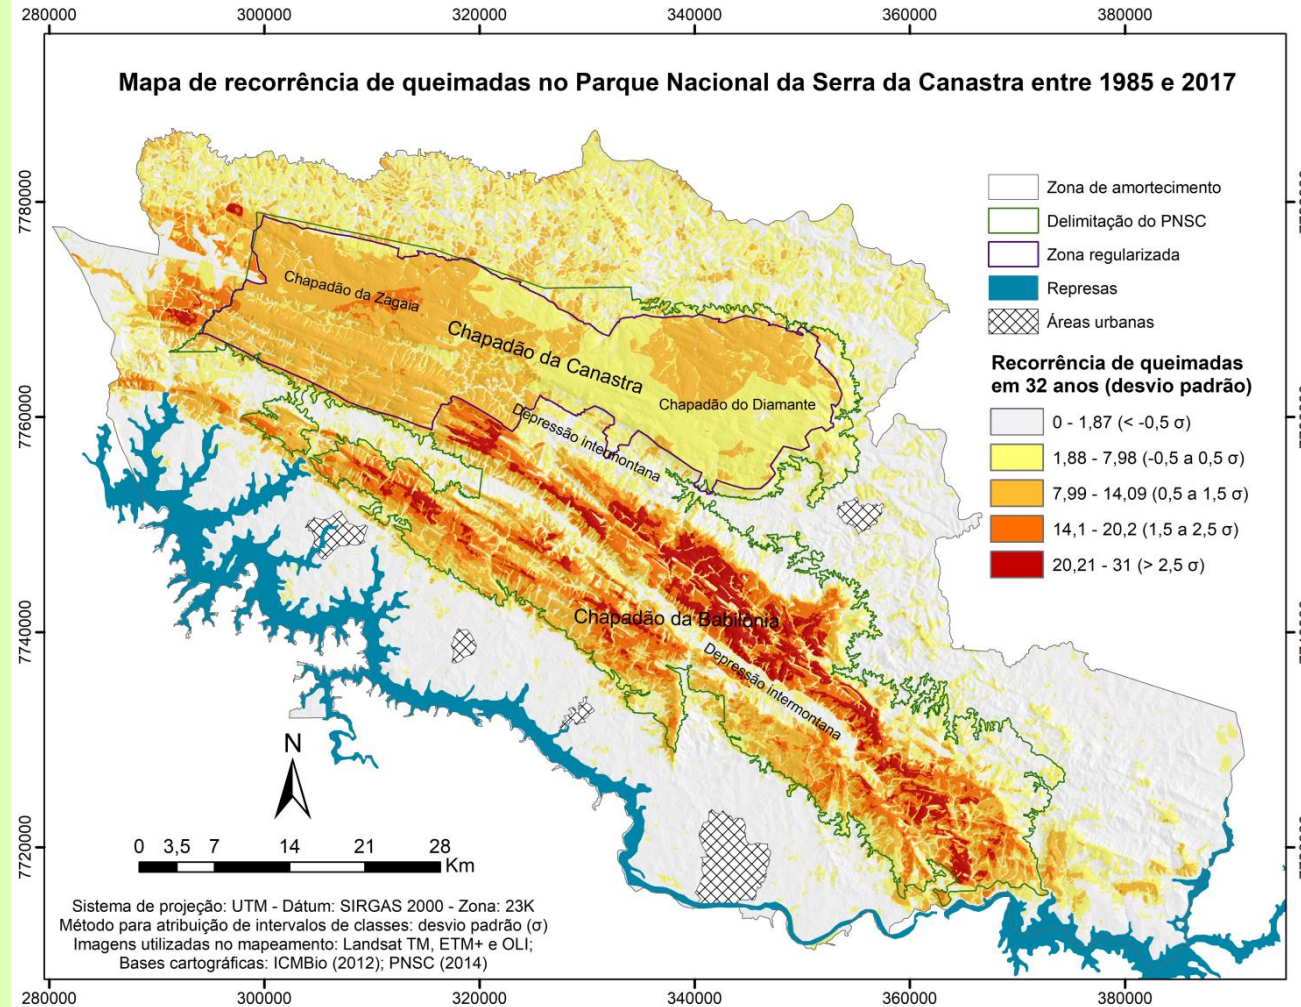 280000 300000 320000 340000 360000 380000
Mapa de recorrência de queimadas no Parque Nacional da Serra da Canastra entre 1985 e 2017
7780000
7760000
7740000
7720000
Zona de amortecimento
Delimitação do PNSC
Zona regularizada
Represas
Áreas urbanas
Recorrência de queimadas
em 32 anos (desvio padrão)
0 - 1,87 (< -0,5 σ)
1,88 - 7,98 (-0,5 a 0,5 σ)
7,99 - 14,09 (0,5 a 1,5 σ)
14,1 - 20,2 (1,5 a 2,5 σ)
20,21 - 31 (> 2,5 σ)
Chapadão da Zagaia
Chapadão da Canastra
Chapadão do Diamante
Depressão intermontana
Chapadão da Babilônia
Depressão intermontana
N
0 3,5 7 14 21 28
Km
Sistema de projeção: UTM - Dátum: SIRGAS 2000 - Zona: 23K
Método para atribuição de intervalos de classes: desvio padrão (σ)
Imagens utilizadas no mapeamento: Landsat TM, ETM+ e OLI;
Bases cartográficas: ICMBio (2012); PNSC (2014)
280000 300000 320000 340000 360000 380000